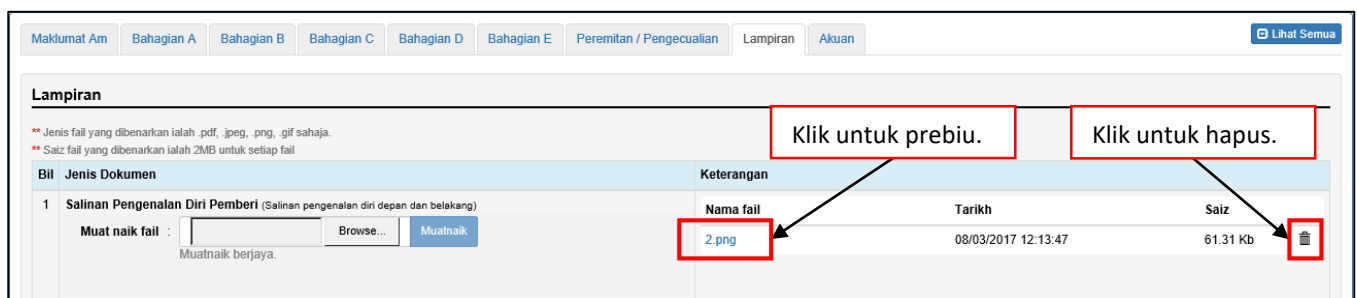 Maklumat Am Bahagian A Bahagian B Bahagian C Bahagian D Bahagian E Peremitan / Pengecualian Lampiran Akuan Lihat Semua
Lampiran
** Jenis fail yang dibenarkan ialah .pdf, .jpeg, .png, .gif sahaja.
** Saiz fail yang dibenarkan ialah 2MB untuk setiap fail
Klik untuk prebiu.
Klik untuk hapus.
Bil Jenis Dokumen Keterangan
1 Salinan Pengenalan Diri Pemberi (Salinan pengenalan diri depan dan belakang)
Muat naik fail : Browse... Muatnaik
Muatnaik berjaya.
Nama fail Tarikh Saiz
2.png 08/03/2017 12:13:47 61.31 Kb